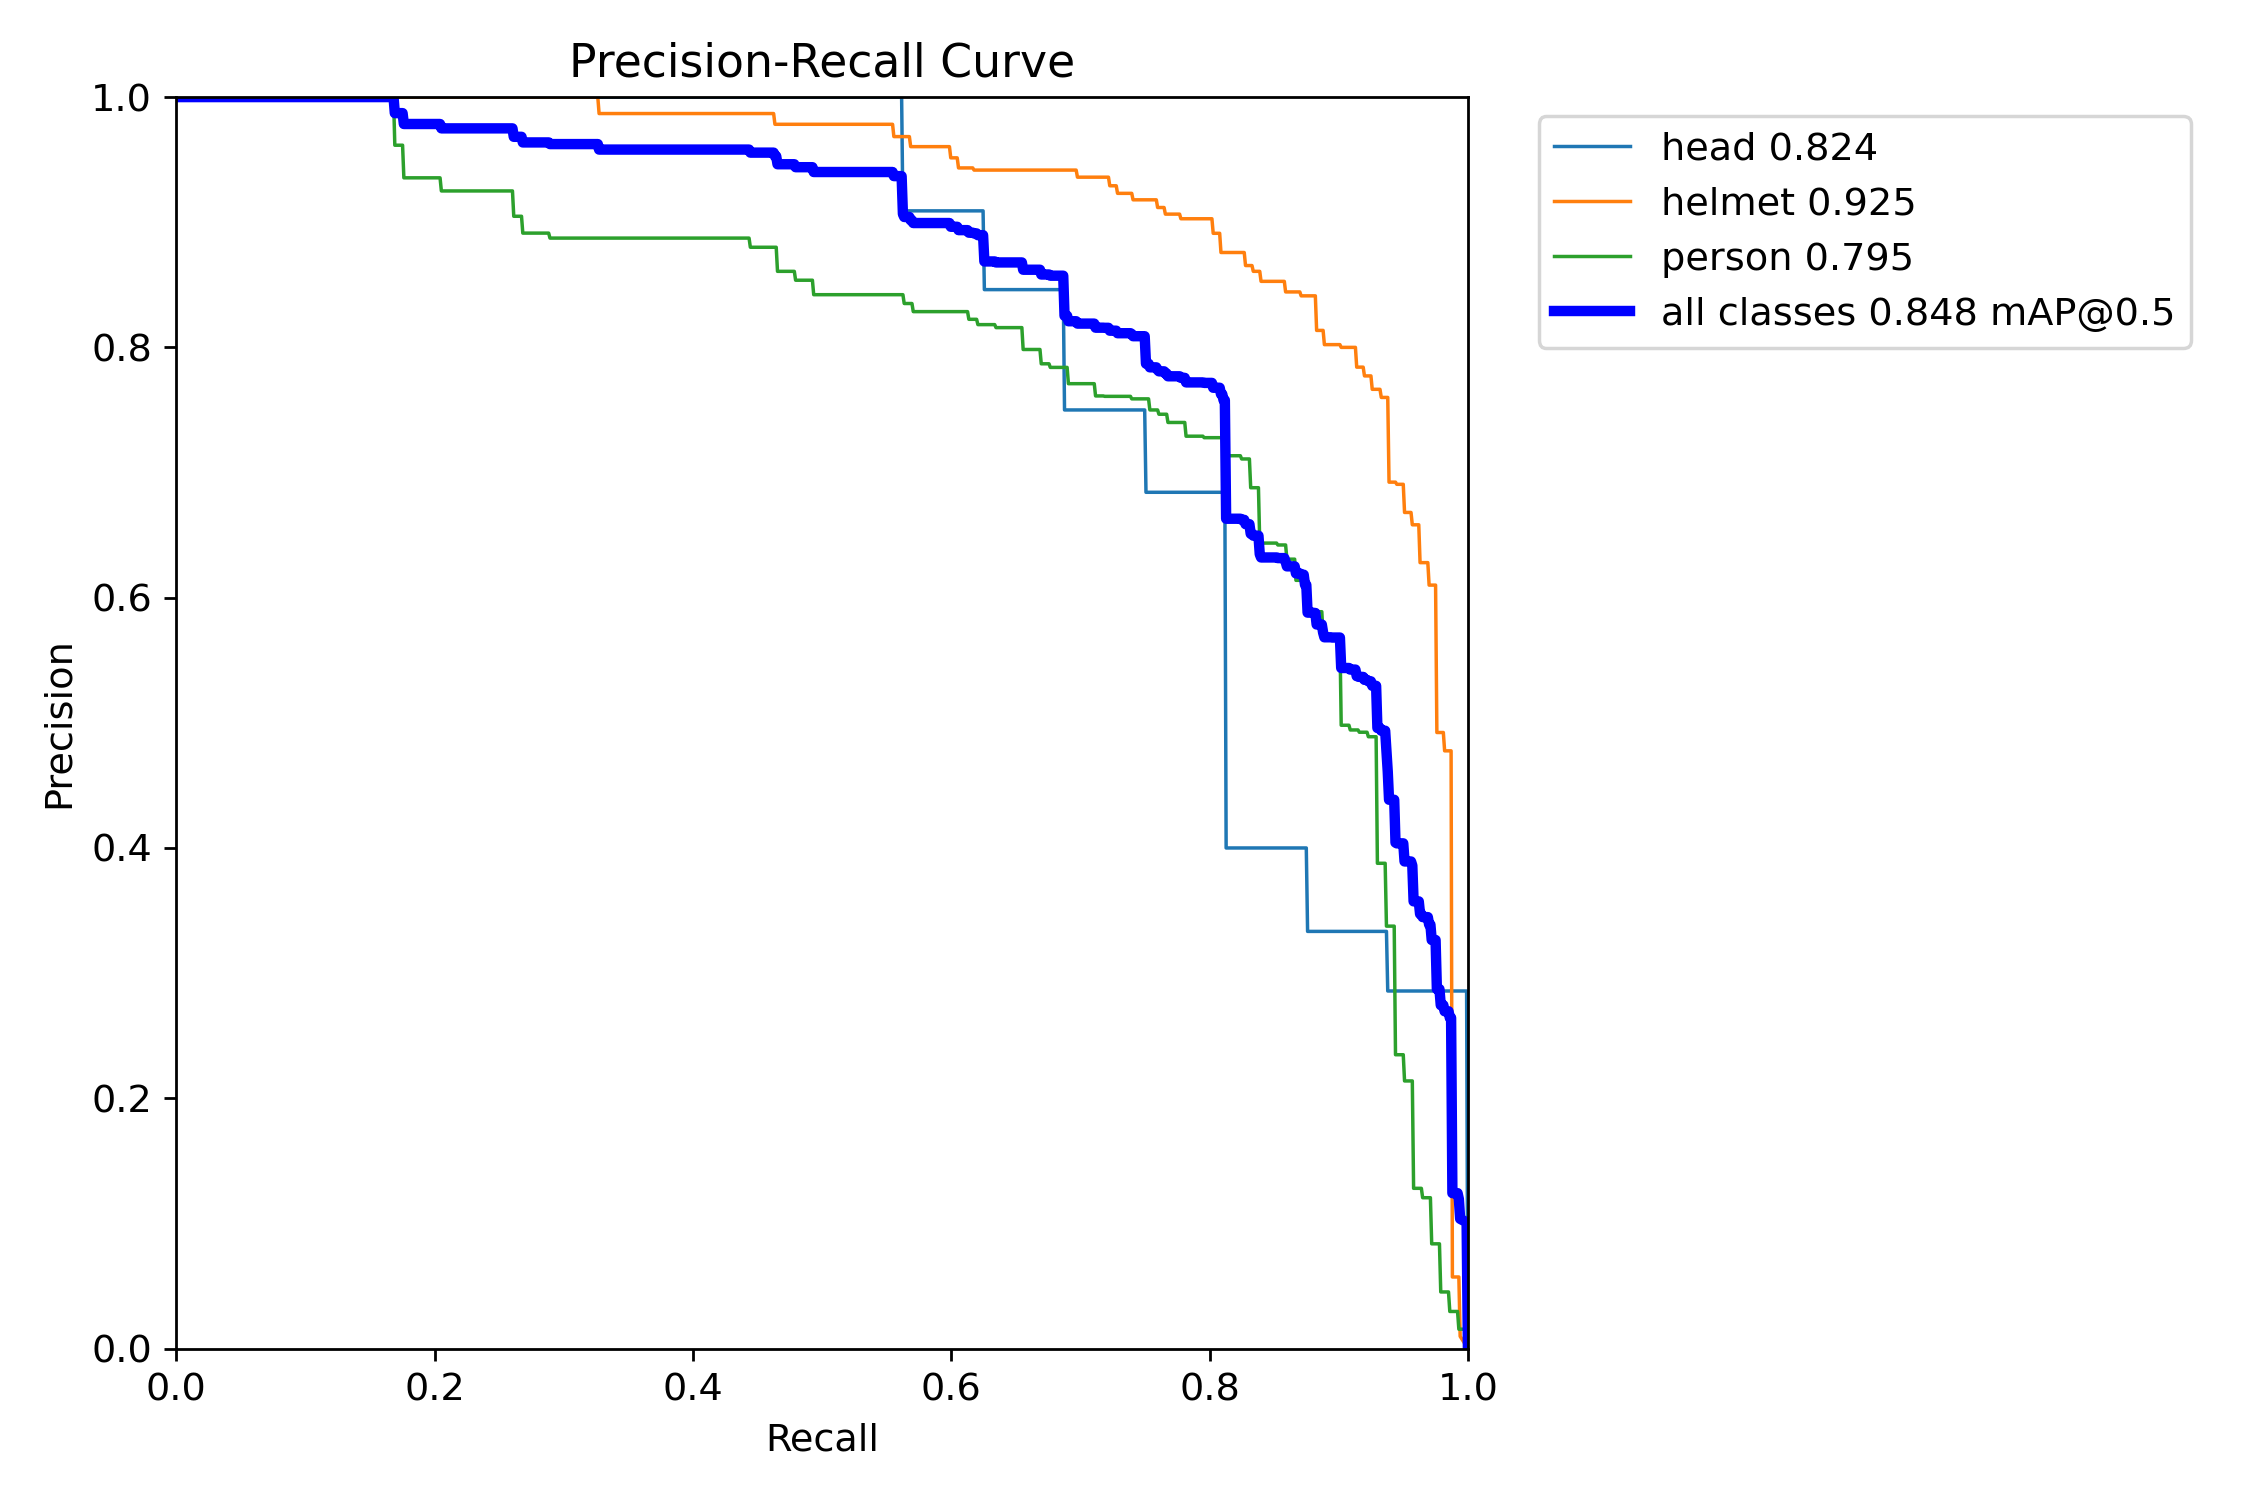 Precision-Recall Curve
1.0
0.8
0.6
0.4
0.2
0.0
Precision
0.0 0.2 0.4 0.6 0.8 1.0
Recall
head 0.824
helmet 0.925
person 0.795
all classes 0.848 mAP@0.5